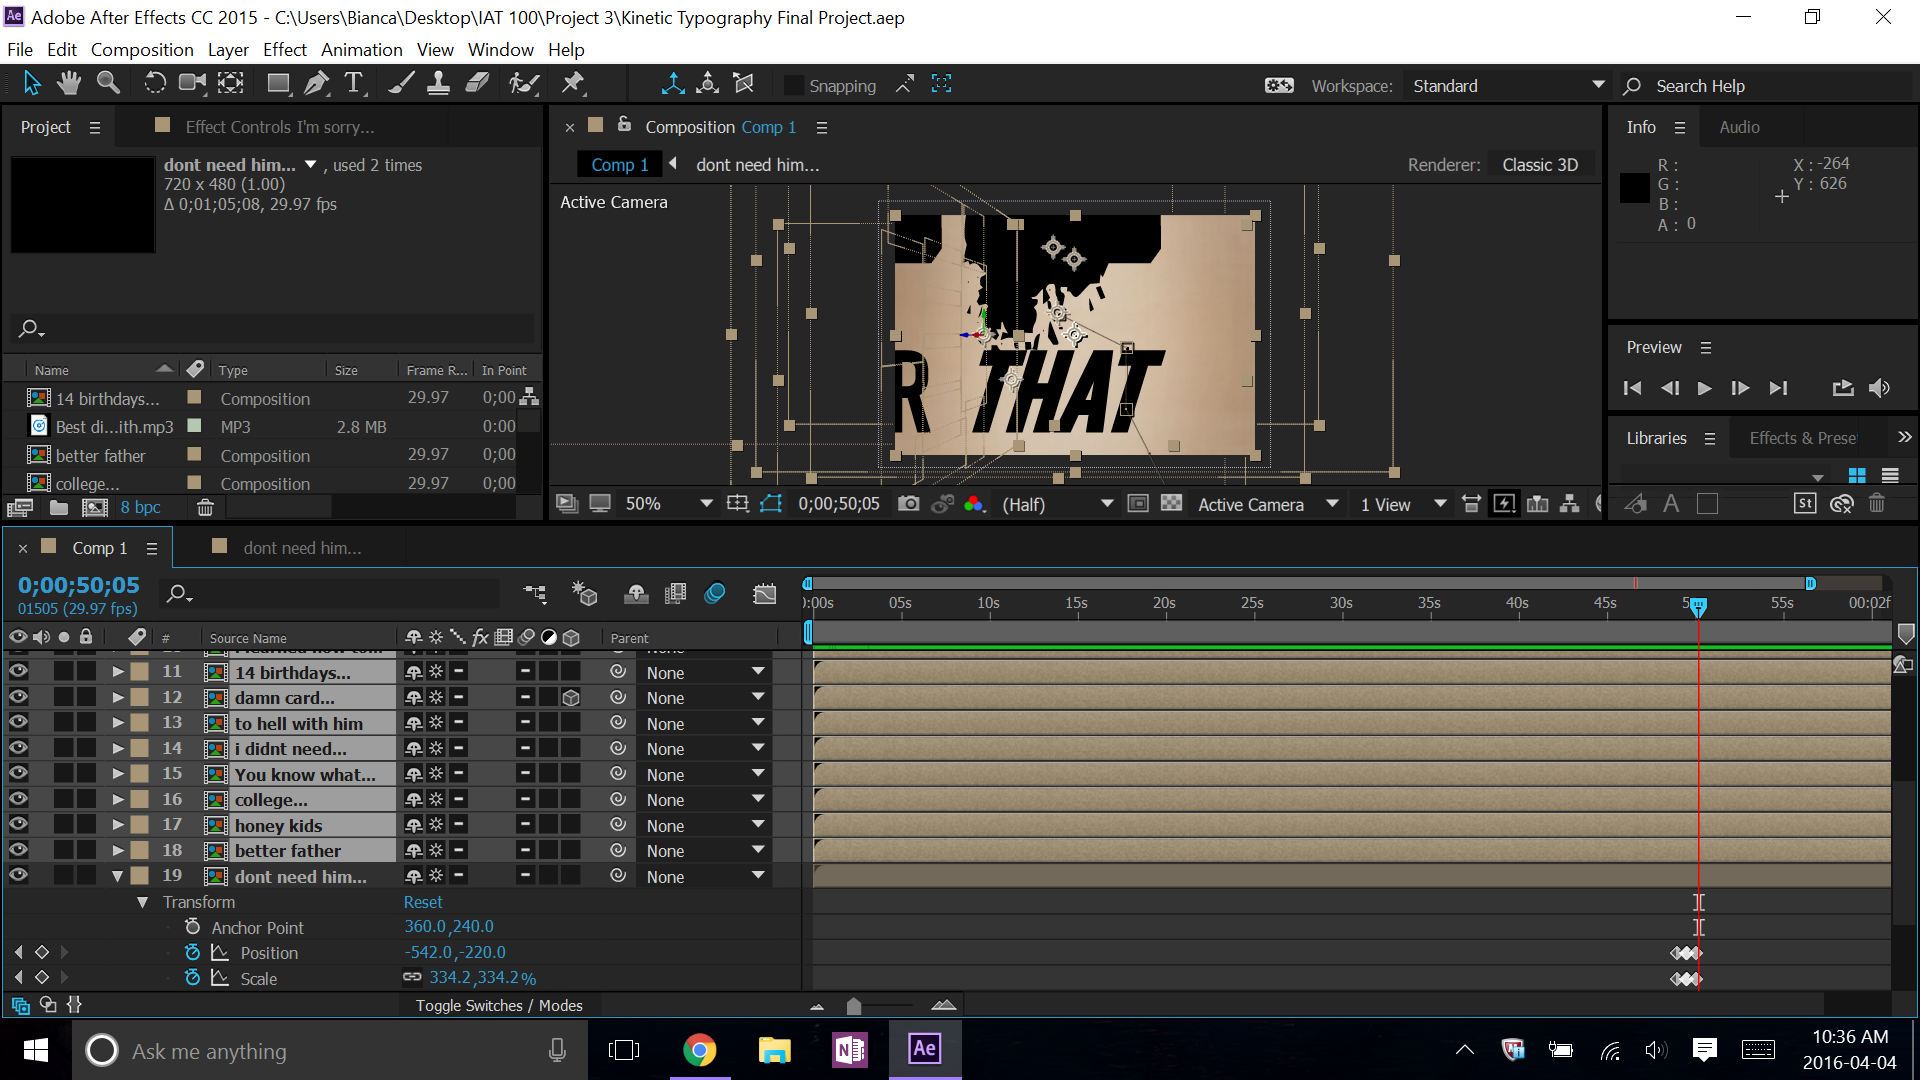 Ae Adobe After Effects CC 2015 - C:\Users\Bianca\Desktop\IAT 100\Project 3\Kinetic Typography Final Project.aep
File Edit Composition Layer Effect Animation View Window Help
Snapping Workspace: Standard Search Help
Project Effect Controls I'm sorry...
dont need him... , used 2 times
720 x 480 (1.00)
Δ 0;01;05;08, 29.97 fps
Name Type Size Frame R... In Point
14 birthdays... Composition 29.97 0;00
Best di...ith.mp3 MP3 2.8 MB 0:00
better father Composition 29.97 0;00
college... Composition 29.97 0;00
8 bpc
Composition Comp 1
Comp 1 dont need him... Renderer: Classic 3D
Active Camera
R THAT
50% 0;00;50;05 (Half) Active Camera 1 View
Info Audio
R : X : -264
G : Y : 626
B :
A : 0
Preview
Libraries Effects & Prese
A St
Comp 1 dont need him...
0;00;50;05
01505 (29.97 fps)
):00s 05s 10s 15s 20s 25s 30s 35s 40s 45s 5 55s 00:02f
# Source Name fx Parent
11 14 birthdays... None
12 damn card... None
13 to hell with him None
14 i didnt need... None
15 You know what... None
16 college... None
17 honey kids None
18 better father None
19 dont need him... None
Transform Reset
Anchor Point 360.0,240.0
Position -542.0,-220.0
Scale 334.2,334.2%
Toggle Switches / Modes
Ask me anything
N
Ae
10:36 AM
2016-04-04